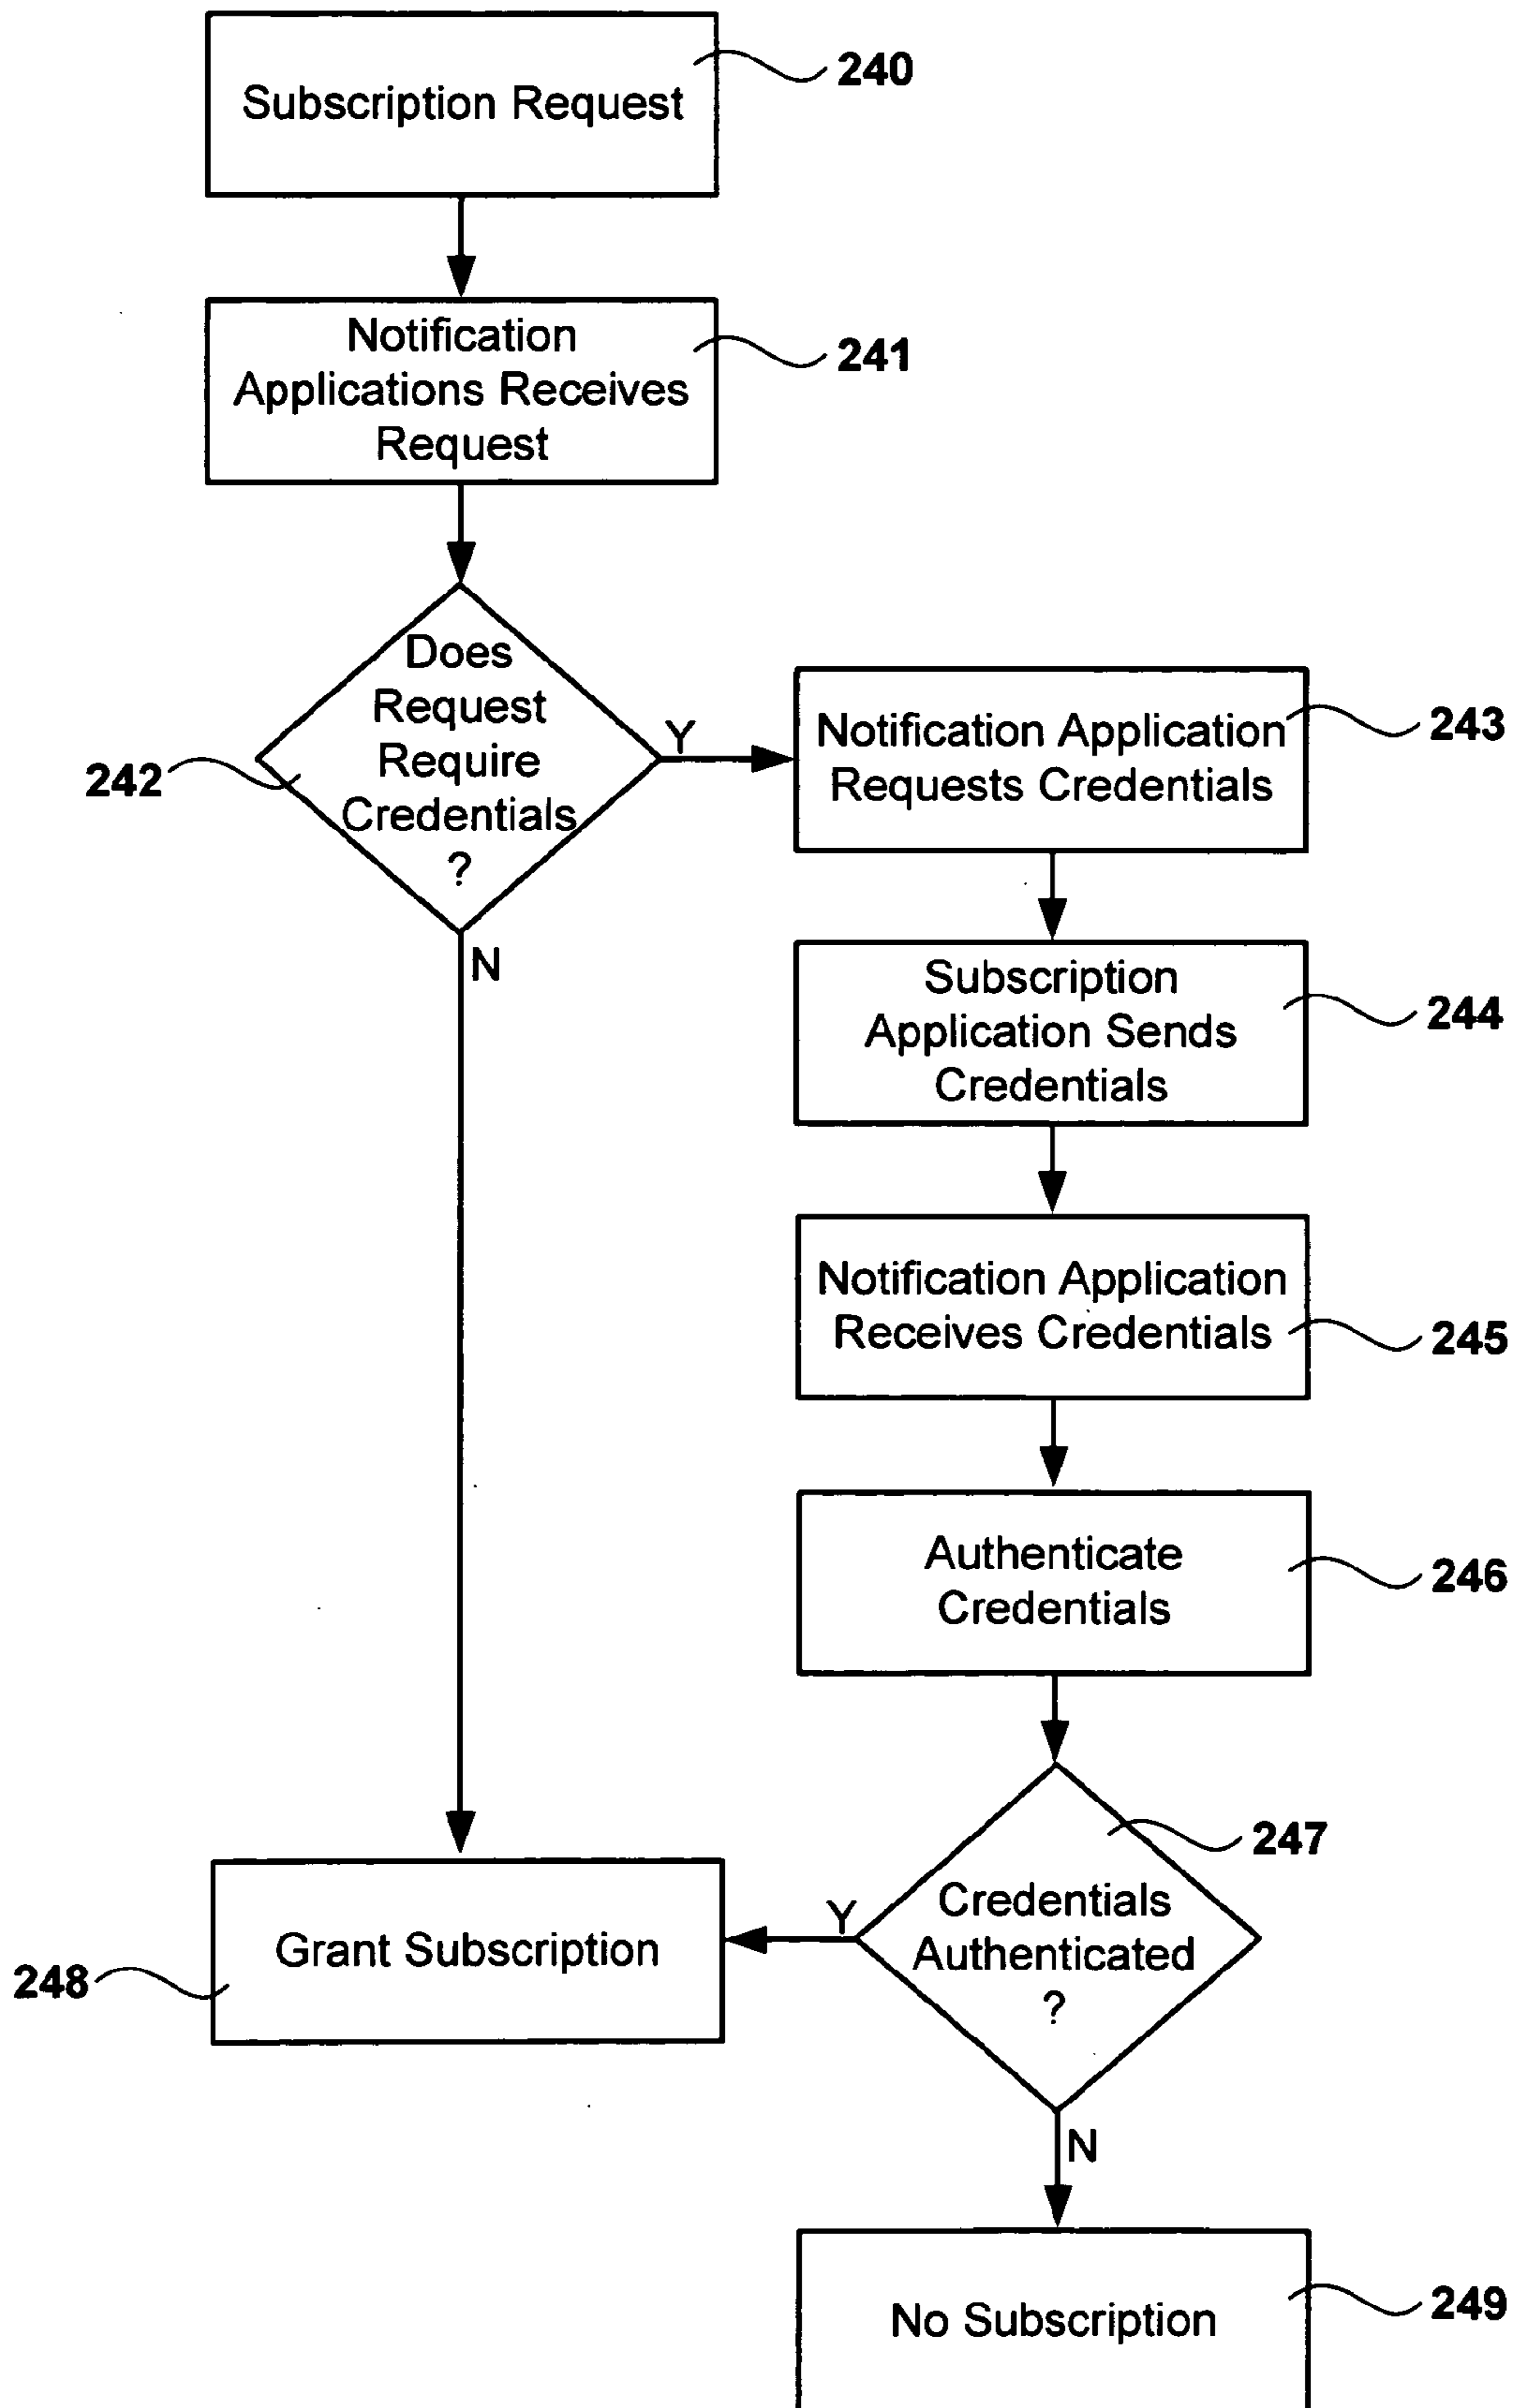 Subscription Request
240
Notification
Applications Receives
Request
241
Does
Request
Require
Credentials
?
242
Y
N
Notification Application
Requests Credentials
243
Subscription
Application Sends
Credentials
244
Notification Application
Receives Credentials
245
Authenticate
Credentials
246
247
Credentials
Authenticated
?
Y
N
Grant Subscription
248
No Subscription
249